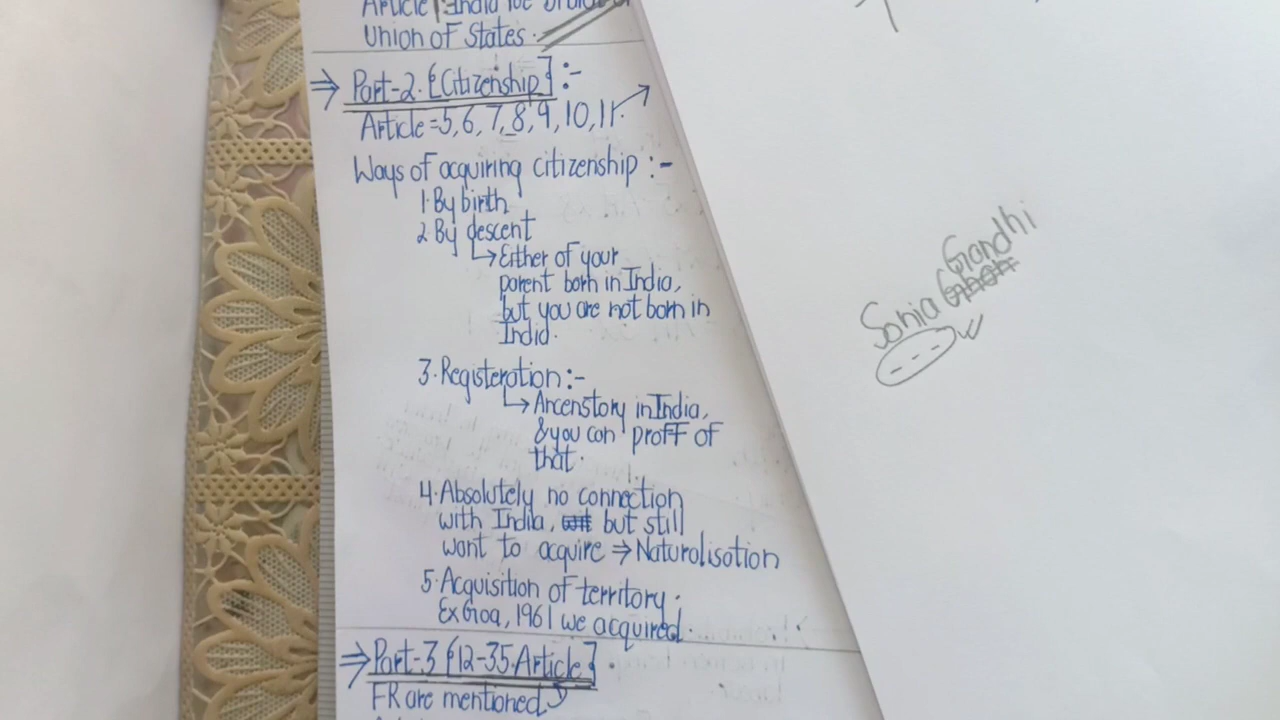 Article India
Union of States.
⇒ Part-2. [Citizenship] :-
Article = 5, 6, 7, 8, 9, 10, 11.
Ways of acquiring citizenship :-
1. By birth
2. By descent
↳ Either of your
parent born in India,
but you are not born in
India.
3. Registeration :-
↳ Arcenstory in India,
& you can proff of
that.
4. Absolutely no connection
with India, but still
want to acquire ⇒ Naturalisation
5. Acquisition of territory.
Ex Goa, 1961 we acquired.
⇒ Part-3 [12-35 Article].
FR are mentioned
Sonia Gandhi